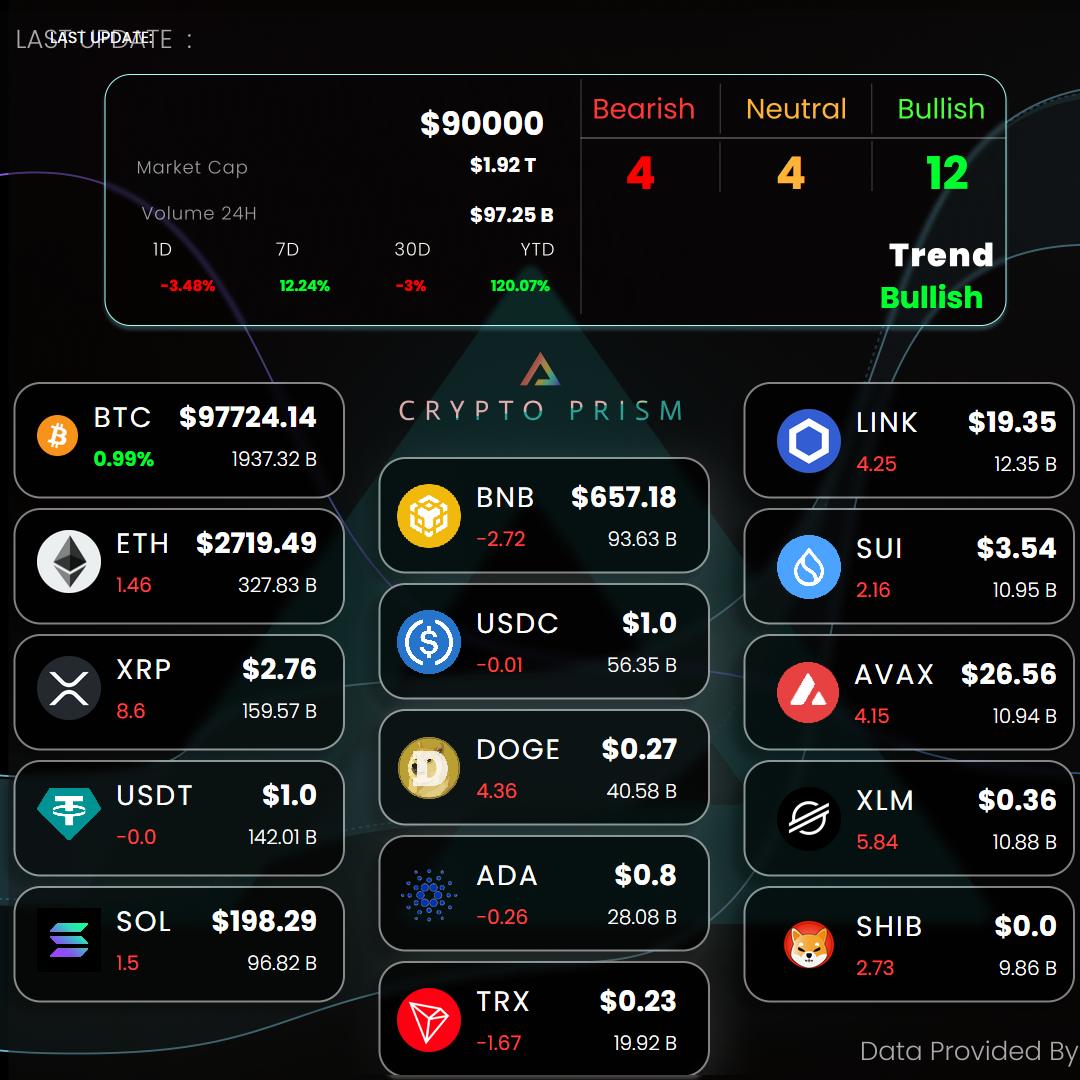 LAST UPDATE :
LAST UPDATE:
$90000
Market Cap $1.92 T
Volume 24H $97.25 B
1D 7D 30D YTD
-3.48% 12.24% -3% 120.07%
Bearish Neutral Bullish
4 4 12
Trend
Bullish
CRYPTO PRISM
BTC $97724.14
0.99% 1937.32 B
ETH $2719.49
1.46 327.83 B
XRP $2.76
8.6 159.57 B
USDT $1.0
-0.0 142.01 B
SOL $198.29
1.5 96.82 B
BNB $657.18
-2.72 93.63 B
USDC $1.0
-0.01 56.35 B
DOGE $0.27
4.36 40.58 B
ADA $0.8
-0.26 28.08 B
TRX $0.23
-1.67 19.92 B
LINK $19.35
4.25 12.35 B
SUI $3.54
2.16 10.95 B
AVAX $26.56
4.15 10.94 B
XLM $0.36
5.84 10.88 B
SHIB $0.0
2.73 9.86 B
Data Provided By